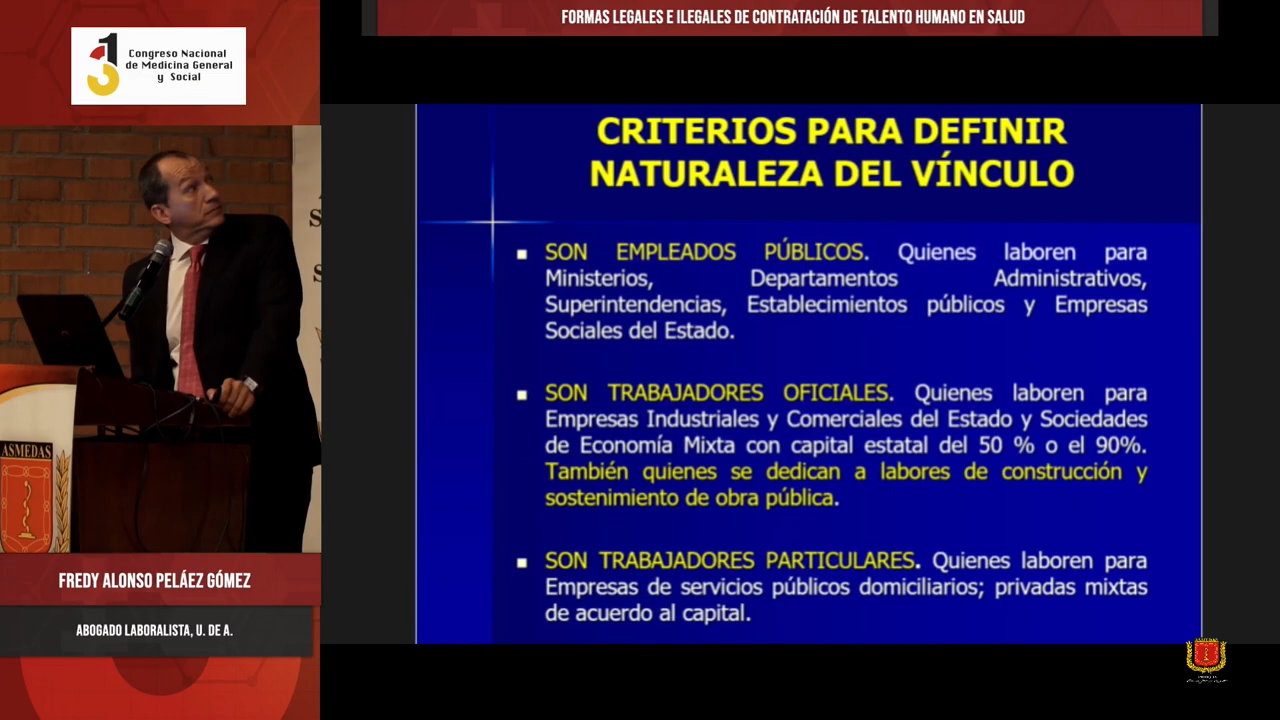 FORMAS LEGALES E ILEGALES DE CONTRATACIÓN DE TALENTO HUMANO EN SALUD
13
Congreso Nacional
de Medicina General
y Social
CRITERIOS PARA DEFINIR
NATURALEZA DEL VÍNCULO
SON EMPLEADOS PÚBLICOS. Quienes laboren para
Ministerios, Departamentos Administrativos,
Superintendencias, Establecimientos públicos y Empresas
Sociales del Estado.
SON TRABAJADORES OFICIALES. Quienes laboren para
Empresas Industriales y Comerciales del Estado y Sociedades
de Economía Mixta con capital estatal del 50 % o el 90%.
También quienes se dedican a labores de construcción y
sostenimiento de obra pública.
SON TRABAJADORES PARTICULARES. Quienes laboren para
Empresas de servicios públicos domiciliarios; privadas mixtas
de acuerdo al capital.
ASMEDAS
FREDY ALONSO PELÁEZ GÓMEZ
ABOGADO LABORALISTA, U. DE A.